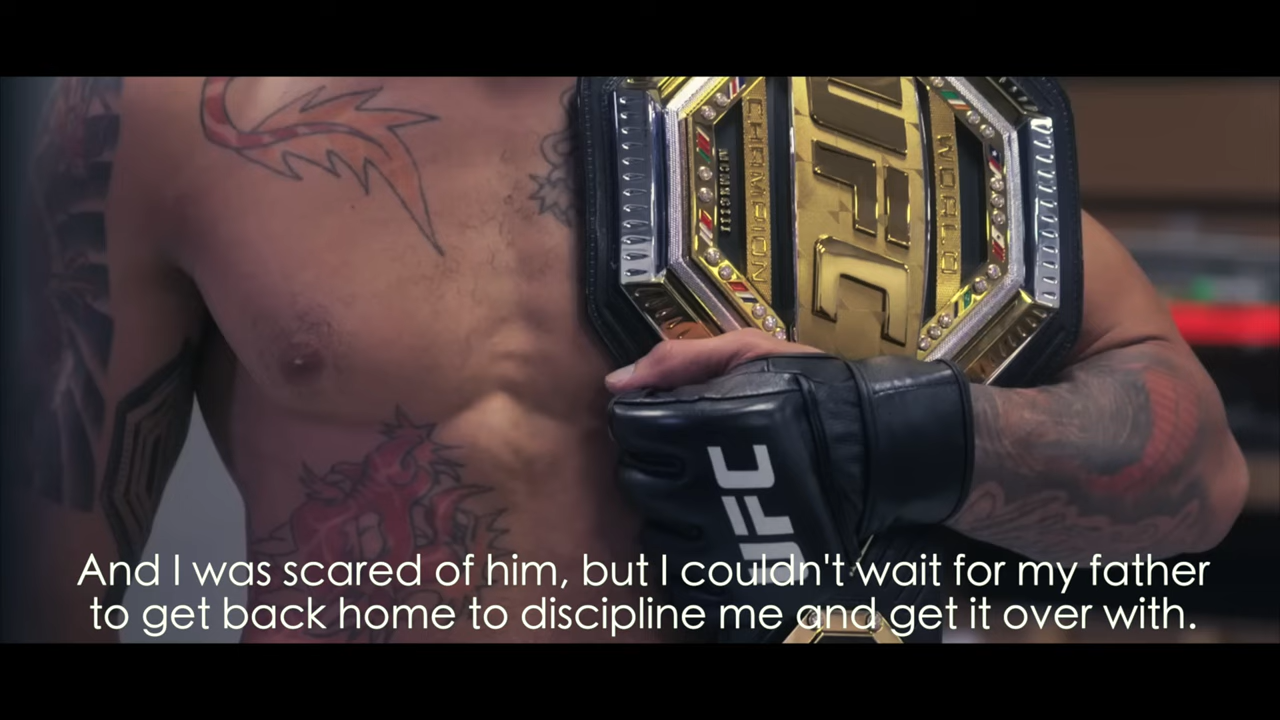 UFC
CHAMPION
WORLD
MCMXCIII
UFC
And I was scared of him, but I couldn't wait for my father
to get back home to discipline me and get it over with.